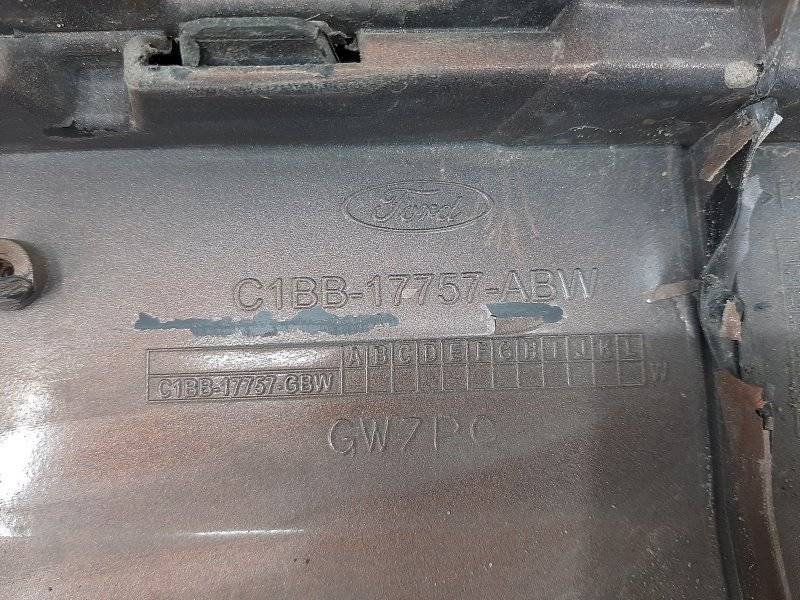 Ford
C1BB-17757-ABW
A B C D E F G H I J K L
C1BB-17757-GBW
W
GW7PC